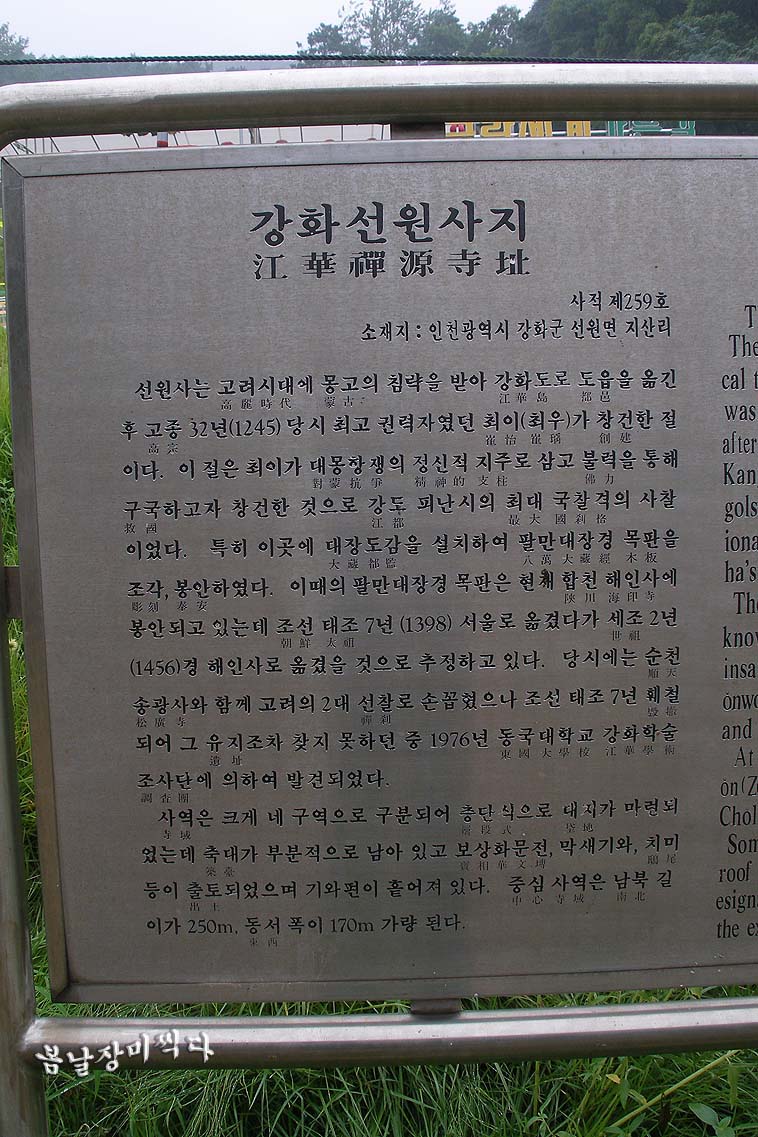 강화선원사지
江華禪源寺址
사적 제259호
소재지 : 인천광역시 강화군 선원면 지산리
선원사는 고려시대에 몽고의 침략을 받아 강화도로 도읍을 옮긴
高麗時代 蒙古 江華島 都邑
후 고종 32년(1245) 당시 최고 권력자였던 최이(최우)가 창건한 절
高宗 崔怡 崔瑀 創建
이다. 이 절은 최이가 대몽항쟁의 정신적 지주로 삼고 불력을 통해
對蒙抗爭 精神的 支柱 佛力
구국하고자 창건한 것으로 강도 피난시의 최대 국찰격의 사찰
救國 江都 最大 國刹格
이었다. 특히 이곳에 대장도감을 설치하여 팔만대장경 목판을
大藏都監 八萬大藏經 木板
조각, 봉안하였다. 이때의 팔만대장경 목판은 현재 합천 해인사에
彫刻 奉安 陜川 海印寺
봉안되고 있는데 조선 태조 7년 (1398) 서울로 옮겼다가 세조 2년
朝鮮 太祖 世祖
(1456)경 해인사로 옮겼을 것으로 추정하고 있다. 당시에는 순천
順天
송광사와 함께 고려의 2대 선찰로 손꼽혔으나 조선 태조 7년 훼철
松廣寺 禪刹 毁撤
되어 그 유지조차 찾지 못하던 중 1976년 동국대학교 강화학술
遺址 東國大學校 江華學術
조사단에 의하여 발견되었다.
調査團
사역은 크게 네 구역으로 구분되어 층단식으로 대지가 마련되
寺域 層段式 垈地
었는데 축대가 부분적으로 남아 있고 보상화문전, 막새기와, 치미
築臺 寶相華文塼 鴟尾
등이 출토되었으며 기와편이 흩어져 있다. 중심 사역은 남북 길
出土 中心 寺域 南北
이가 250m, 동서 폭이 170m 가량 된다.
東西
The
cal
was
after
Kan
gols
iona
ha's
The
know
insa
ŏnwo
and
At
ŏn(Z
Chol
Som
roof
esign
the ex
봄날장미찍다